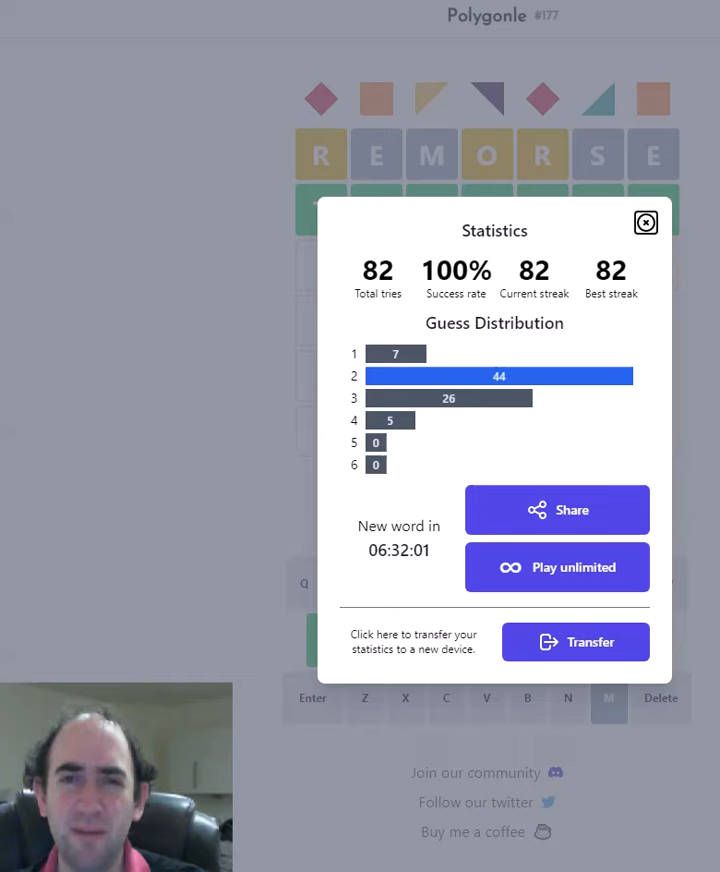 Polygonle #177
R E M O R S E
Statistics
82 100% 82 82
Total tries Success rate Current streak Best streak
Guess Distribution
1 7
2 44
3 26
4 5
5 0
6 0
Share
New word in
06:32:01
Play unlimited
Q
Click here to transfer your
statistics to a new device.
Transfer
Enter Z X C V B N M Delete
Join our community
Follow our twitter
Buy me a coffee